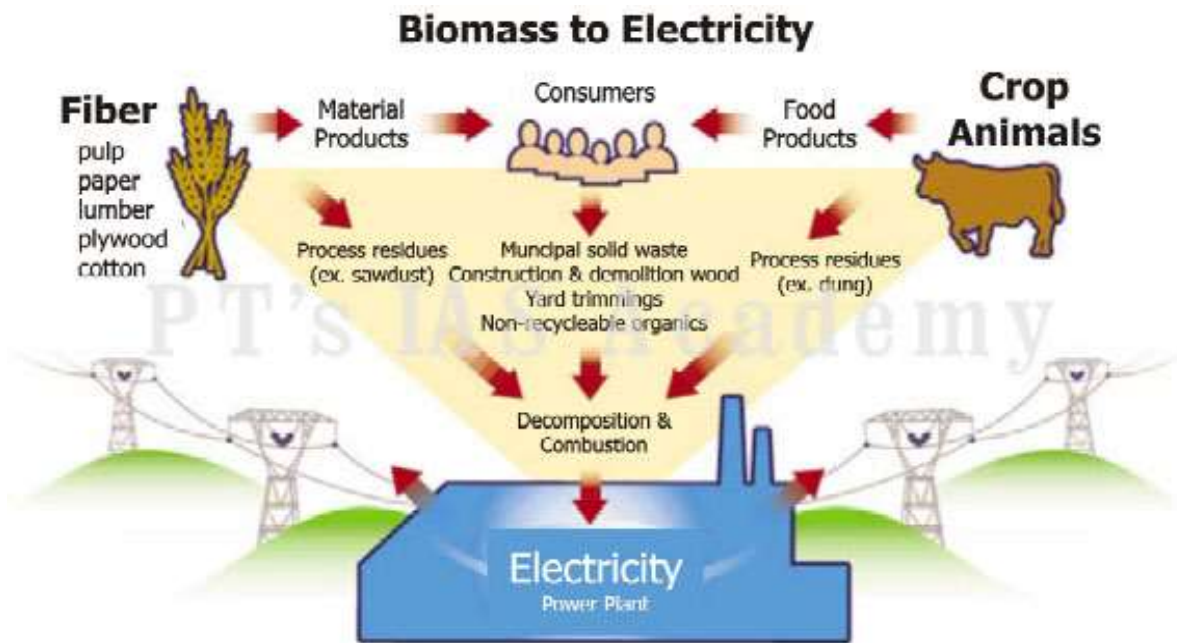 Biomass to Electricity
Fiber
pulp
paper
lumber
plywood
cotton
Material
Products
Consumers
Food
Products
Crop
Animals
Process residues
(ex. sawdust)
Muncipal solid waste
Construction & demolition wood
Yard trimmings
Non-recycleable organics
Process residues
(ex. dung)
PT's IAS Academy
Decomposition &
Combustion
Electricity
Power Plant